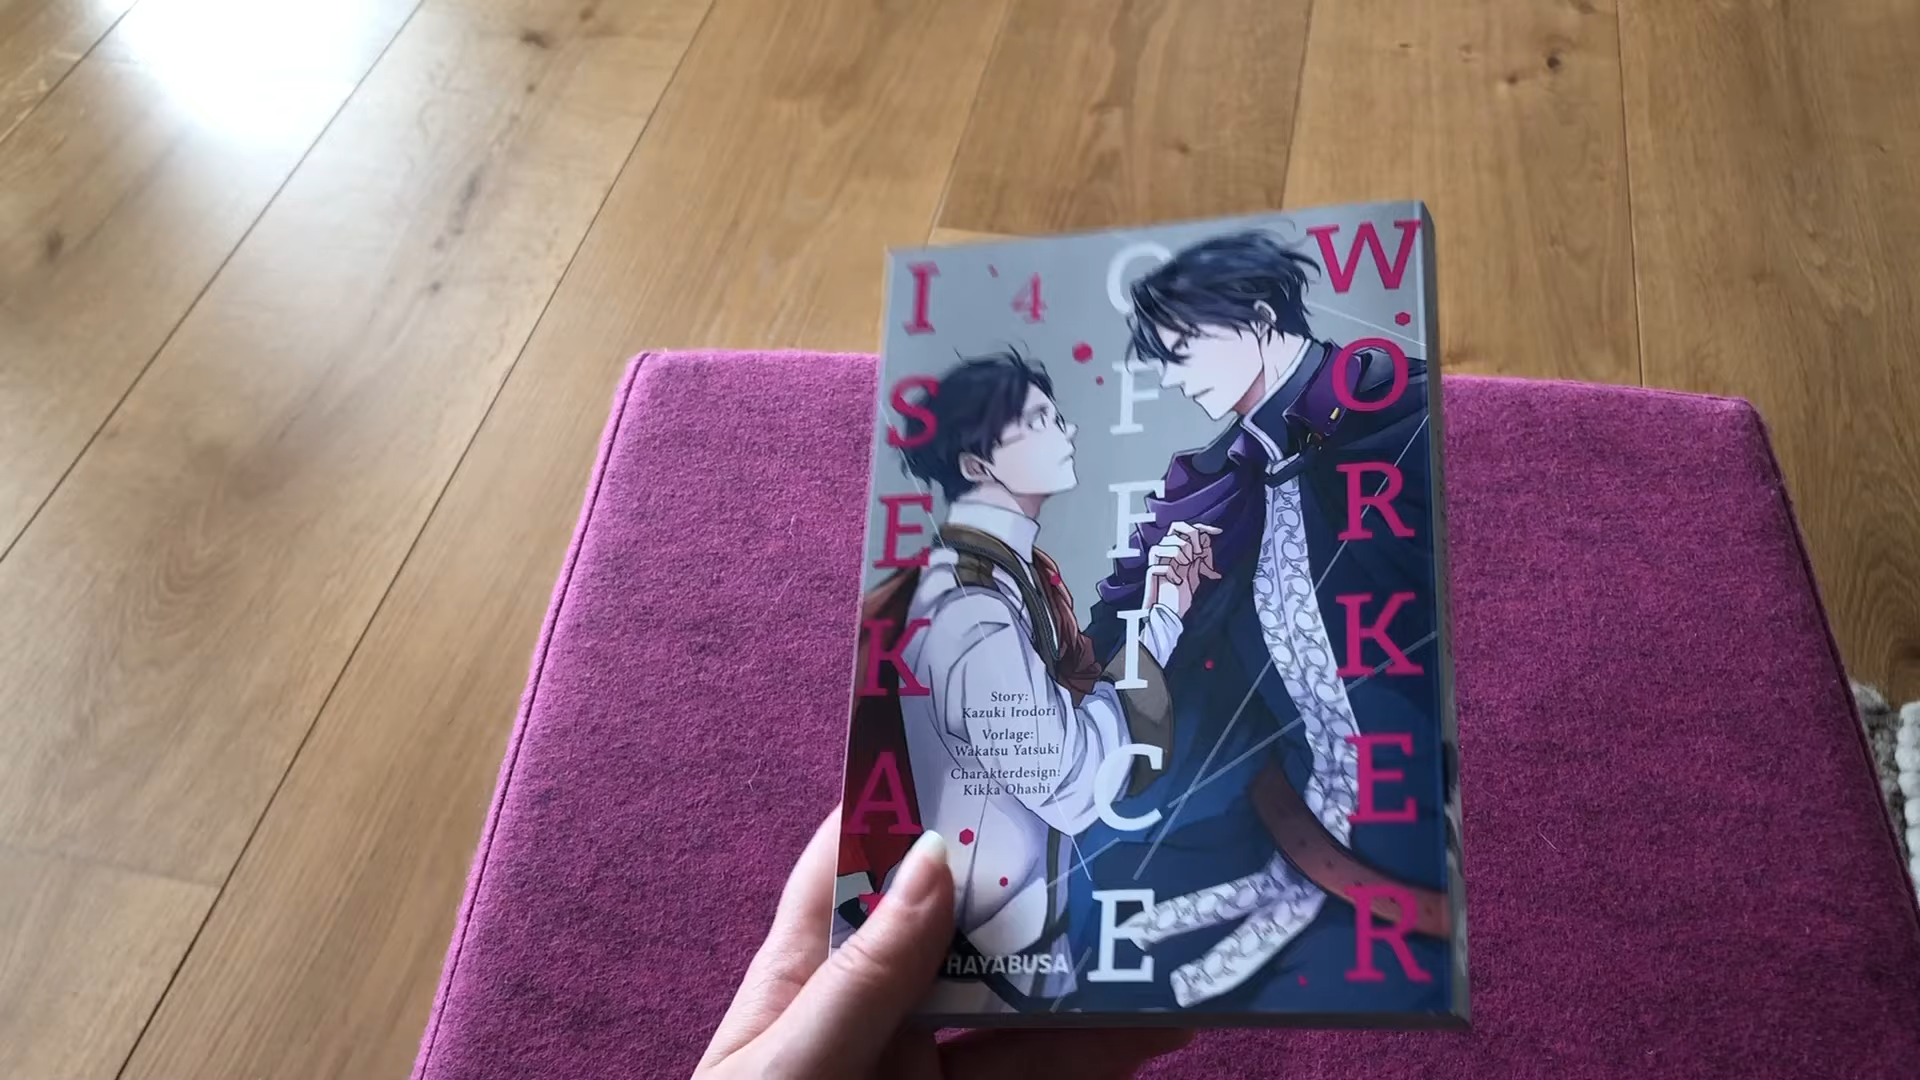 ISEKAI
4
OFFICE
WORKER
Story:
Kazuki Irodori
Vorlage:
Wakatsu Yatsuki
Charakterdesign:
Kikka Ohashi
HAYABUSA